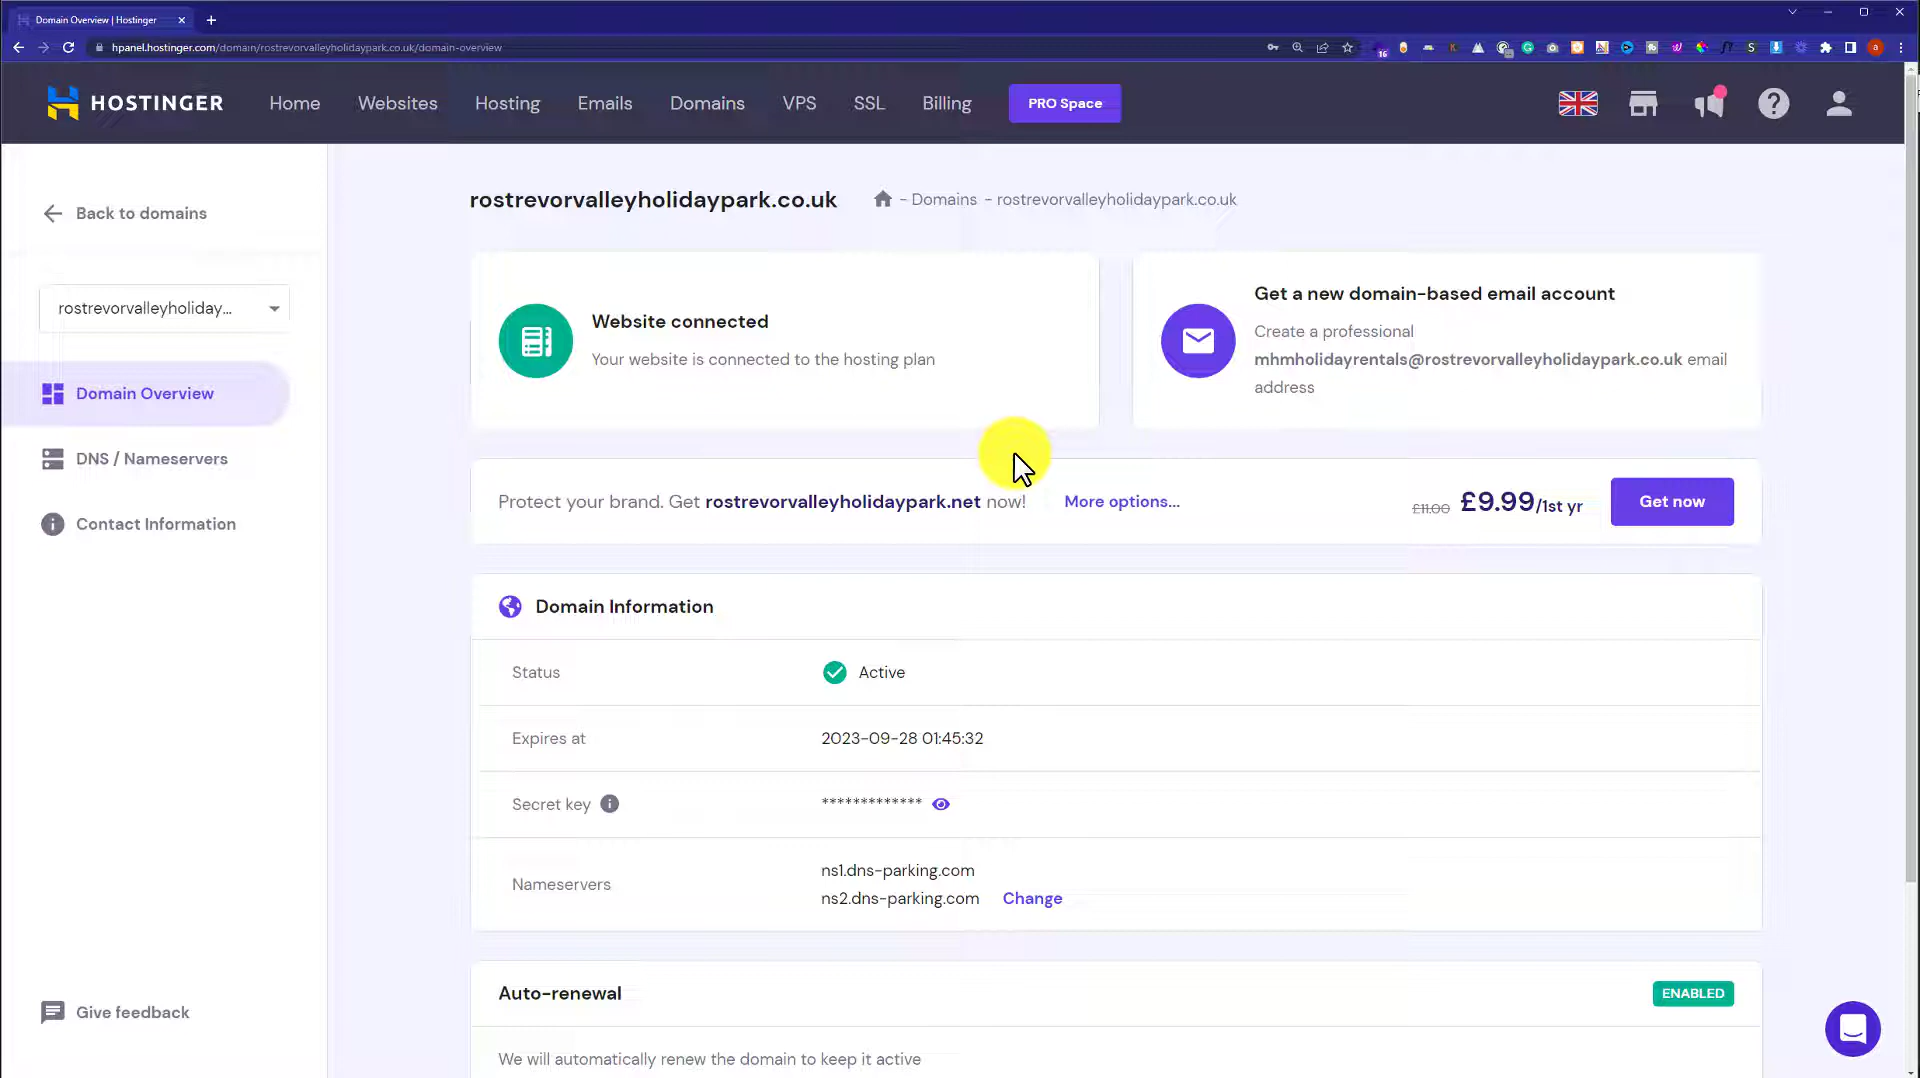 Domain Overview | Hostinger
hpanel.hostinger.com/domain/rostrevorvalleyholidaypark.co.uk/domain-overview
16
HOSTINGER
Home
Websites
Hosting
Emails
Domains
VPS
SSL
Billing
PRO Space
Back to domains
rostrevorvalleyholiday...
Domain Overview
DNS / Nameservers
Contact Information
Give feedback
rostrevorvalleyholidaypark.co.uk
- Domains - rostrevorvalleyholidaypark.co.uk
Website connected
Your website is connected to the hosting plan
Get a new domain-based email account
Create a professional
mhmholidayrentals@rostrevorvalleyholidaypark.co.uk email
address
Protect your brand. Get rostrevorvalleyholidaypark.net now!
More options...
£11.00 £9.99/1st yr
Get now
Domain Information
Status
Active
Expires at
2023-09-28 01:45:32
Secret key
*************
Nameservers
ns1.dns-parking.com
ns2.dns-parking.com
Change
Auto-renewal
ENABLED
We will automatically renew the domain to keep it active